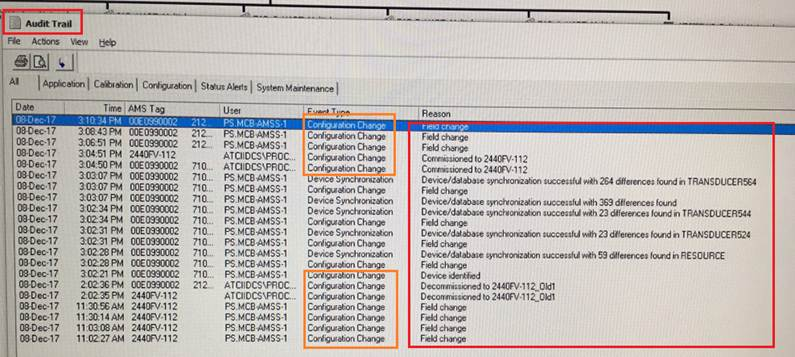 Audit Trail
File Actions View Help
All Application Calibration Configuration Status Alerts System Maintenance
Date Time AMS Tag User Event Type Reason
08-Dec-17 3:10:34 PM 00E0990002 212... PS.MCB-AMSS-1 Configuration Change Field change
08-Dec-17 3:08:43 PM 00E0990002 212... PS.MCB-AMSS-1 Configuration Change Field change
08-Dec-17 3:06:51 PM 00E0990002 212... PS.MCB-AMSS-1 Configuration Change Field change
08-Dec-17 3:04:51 PM 2440FV-112 ATCIIDCS\PROC... Configuration Change Commissioned to 2440FV-112
08-Dec-17 3:04:50 PM 00E0990002 710... ATCIIDCS\PROC... Configuration Change Commissioned to 2440FV-112
08-Dec-17 3:03:07 PM 00E0990002 710... PS.MCB-AMSS-1 Device Synchronization Device/database synchronization successful with 264 differences found in TRANSDUCER564
08-Dec-17 3:03:07 PM 00E0990002 710... PS.MCB-AMSS-1 Configuration Change Field change
08-Dec-17 3:03:07 PM 00E0990002 710... PS.MCB-AMSS-1 Device Synchronization Device/database synchronization successful with 369 differences found
08-Dec-17 3:02:34 PM 00E0990002 710... PS.MCB-AMSS-1 Device Synchronization Device/database synchronization successful with 23 differences found in TRANSDUCER544
08-Dec-17 3:02:34 PM 00E0990002 710... PS.MCB-AMSS-1 Configuration Change Field change
08-Dec-17 3:02:31 PM 00E0990002 710... PS.MCB-AMSS-1 Device Synchronization Device/database synchronization successful with 23 differences found in TRANSDUCER524
08-Dec-17 3:02:31 PM 00E0990002 710... PS.MCB-AMSS-1 Configuration Change Field change
08-Dec-17 3:02:28 PM 00E0990002 710... PS.MCB-AMSS-1 Device Synchronization Device/database synchronization successful with 59 differences found in RESOURCE
08-Dec-17 3:02:28 PM 00E0990002 710... PS.MCB-AMSS-1 Configuration Change Field change
08-Dec-17 3:02:21 PM 00E0990002 710... PS.MCB-AMSS-1 Configuration Change Device identified
08-Dec-17 2:02:36 PM 00E0990002 212... ATCIIDCS\PROC... Configuration Change Decommissioned to 2440FV-112_Old1
08-Dec-17 2:02:35 PM 2440FV-112 ATCIIDCS\PROC... Configuration Change Decommissioned to 2440FV-112_Old1
08-Dec-17 11:30:56 AM 2440FV-112 PS.MCB-AMSS-1 Configuration Change Field change
08-Dec-17 11:30:14 AM 2440FV-112 PS.MCB-AMSS-1 Configuration Change Field change
08-Dec-17 11:03:08 AM 2440FV-112 PS.MCB-AMSS-1 Configuration Change Field change
08-Dec-17 11:02:27 AM 2440FV-112 PS.MCB-AMSS-1 Configuration Change Field change